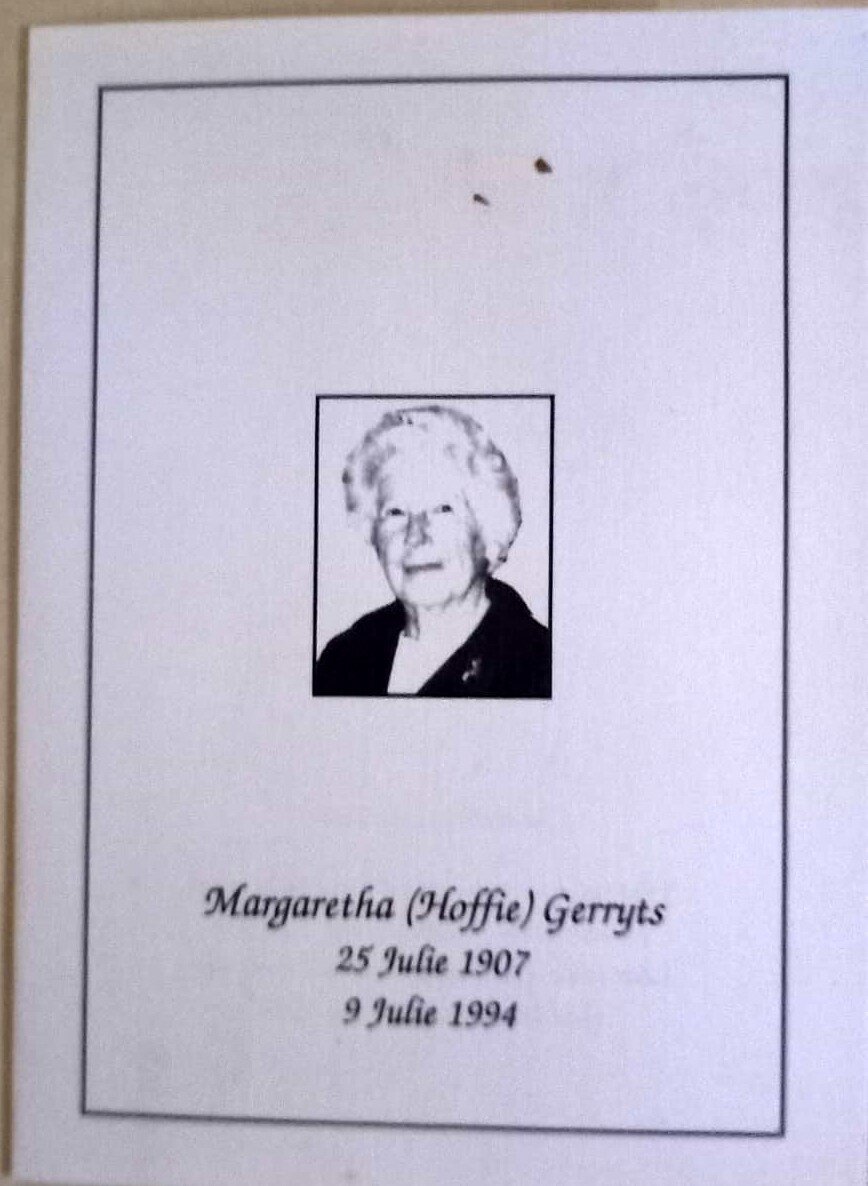 Margaretha (Hoffie) Gerryts
25 Julie 1907
9 Julie 1994